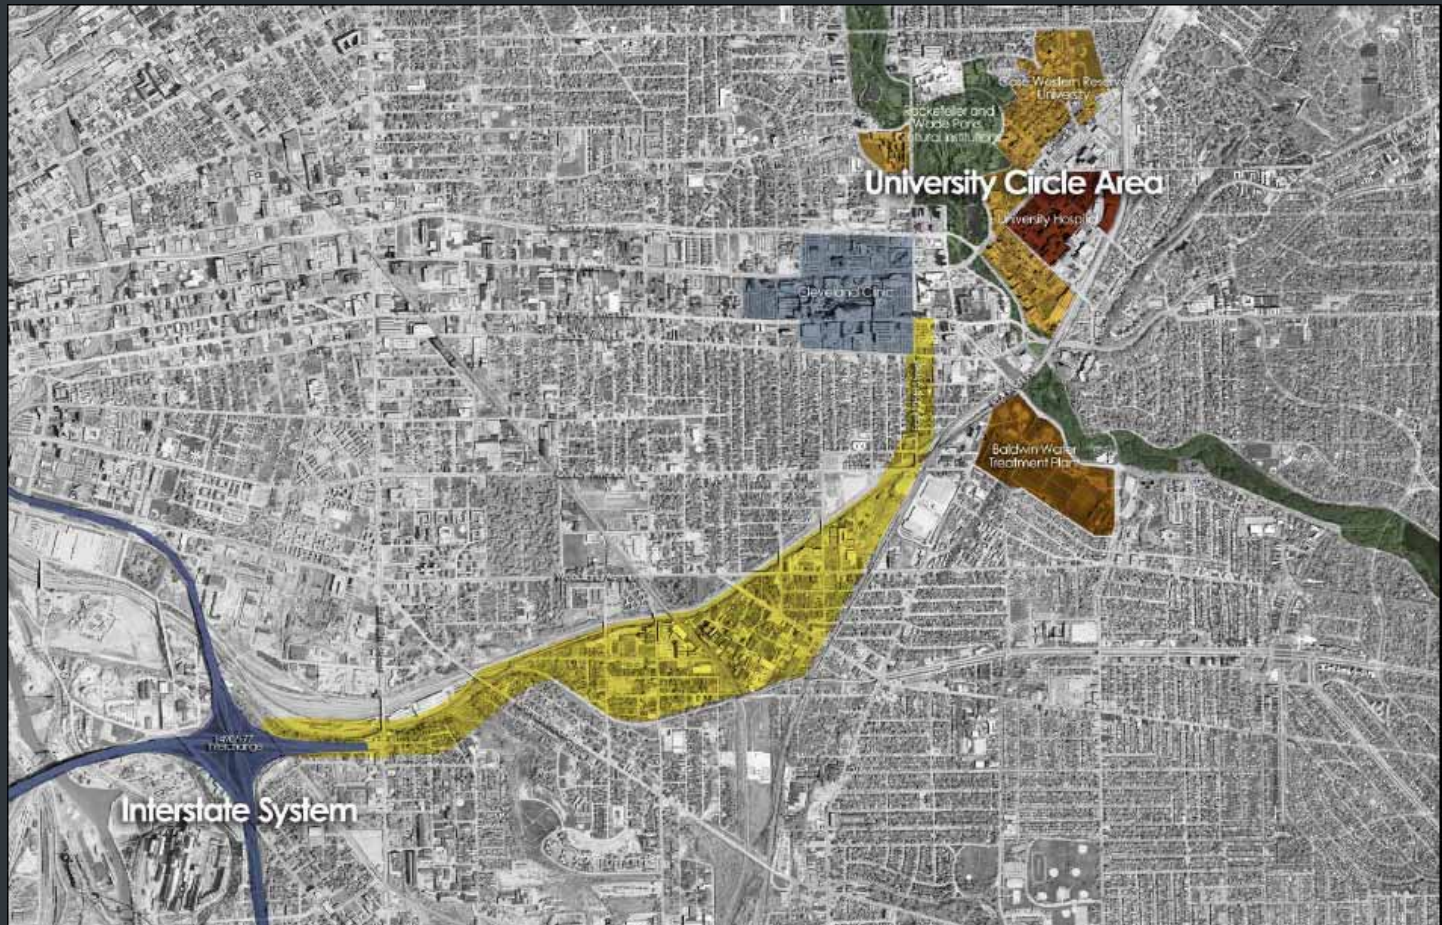 Case Western Reserve
University
Rockefeller and
Wade Park
Cultural Institutions
University Circle Area
University Hospital
Cleveland Clinic
Baldwin Water
Treatment Plant
I-490/I-77
Interchange
Interstate System